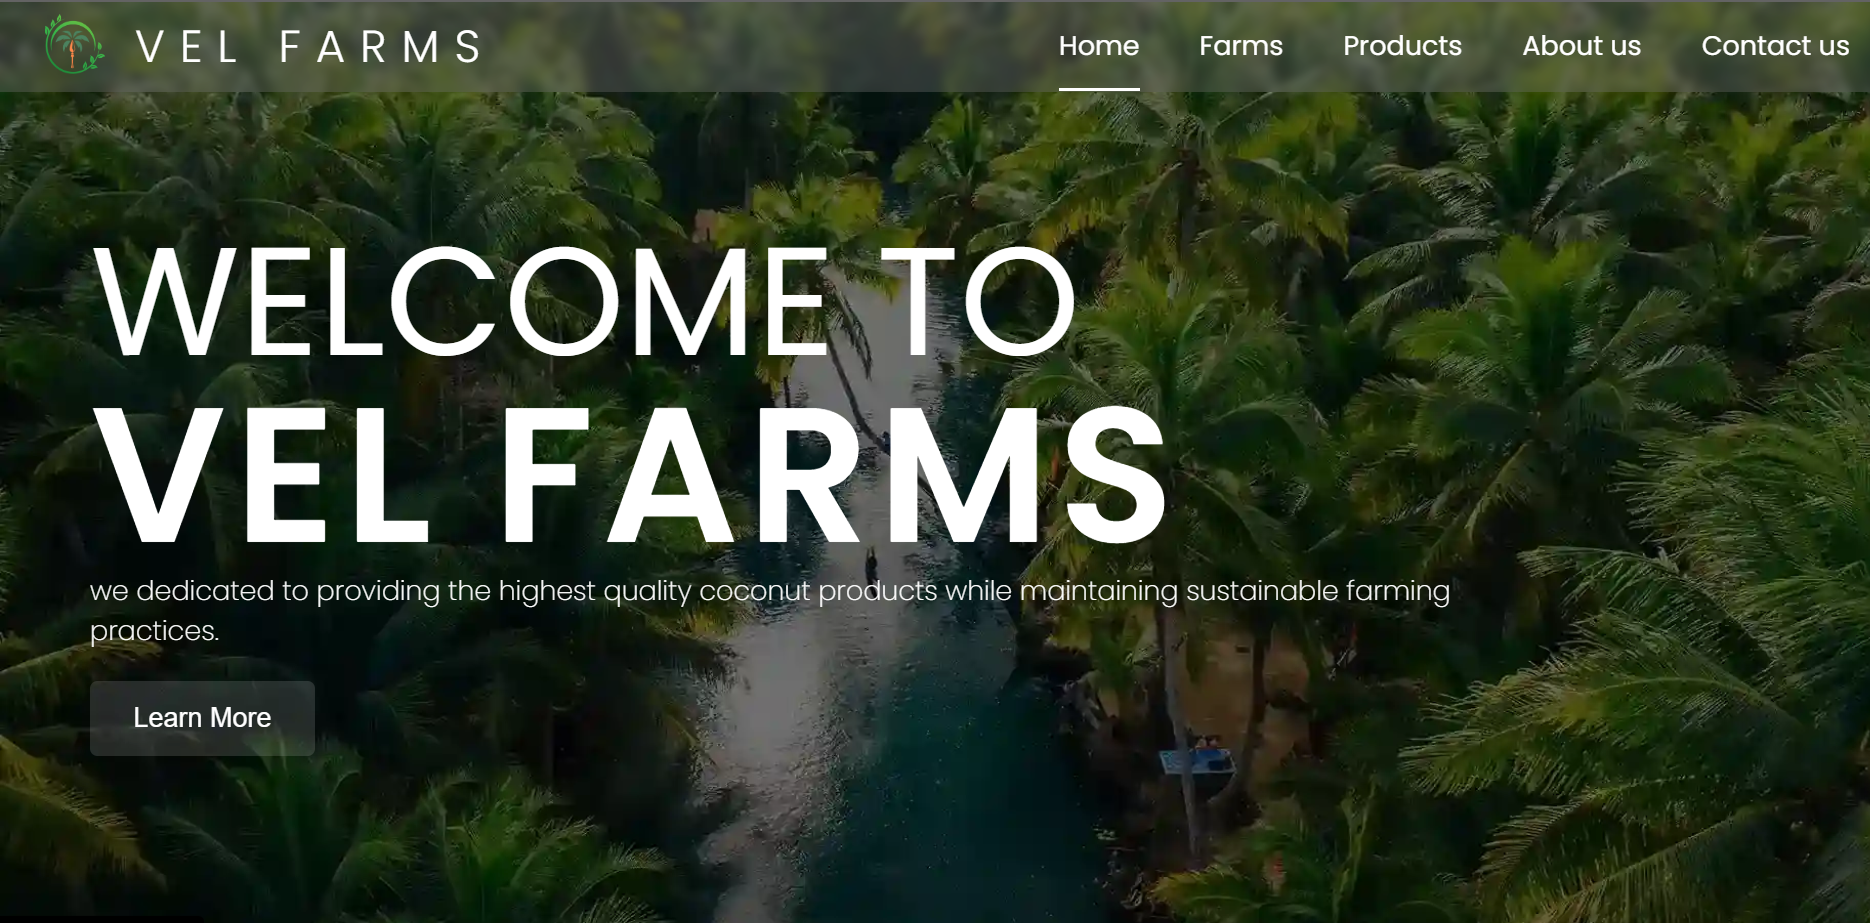 VEL FARMS
Home
Farms
Products
About us
Contact us
WELCOME TO
VEL FARMS
we dedicated to providing the highest quality coconut products while maintaining sustainable farming
practices.
Learn More